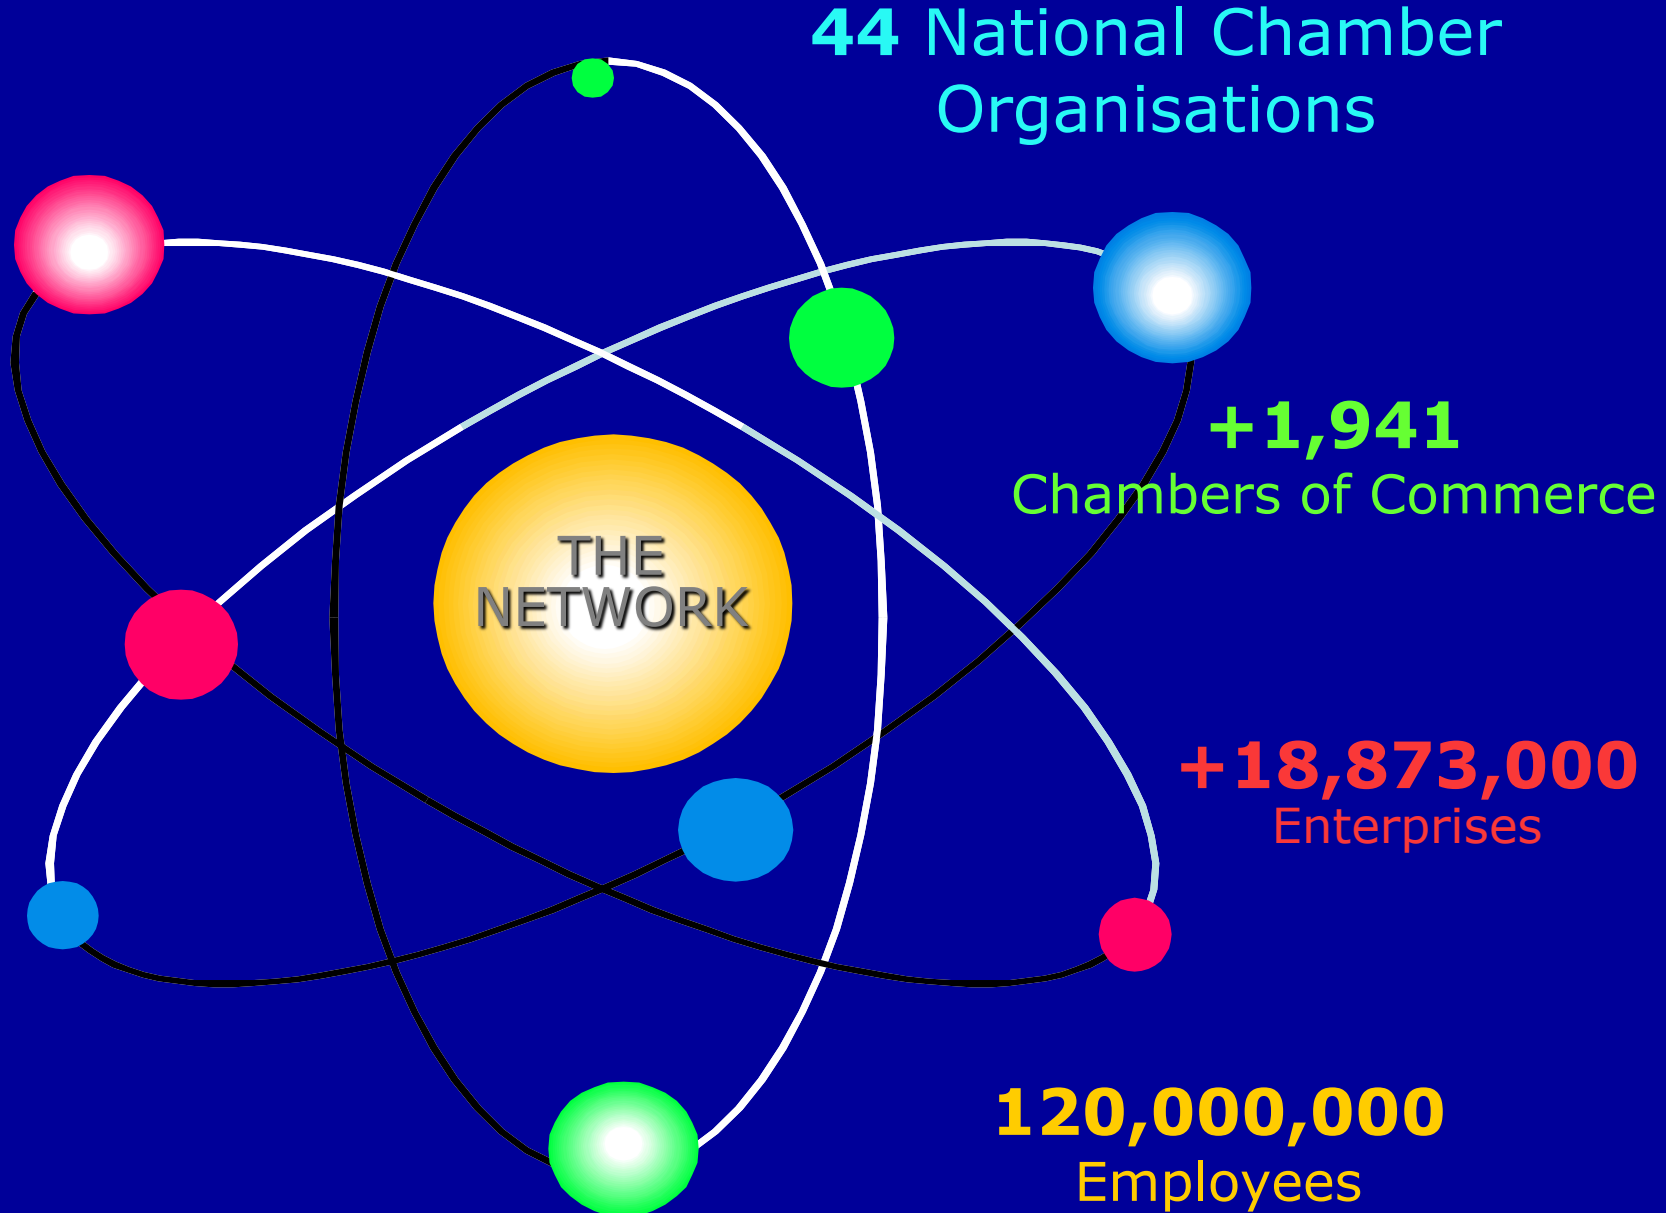 44 National Chamber
Organisations
+1,941
Chambers of Commerce
THE
NETWORK
+18,873,000
Enterprises
120,000,000
Employees